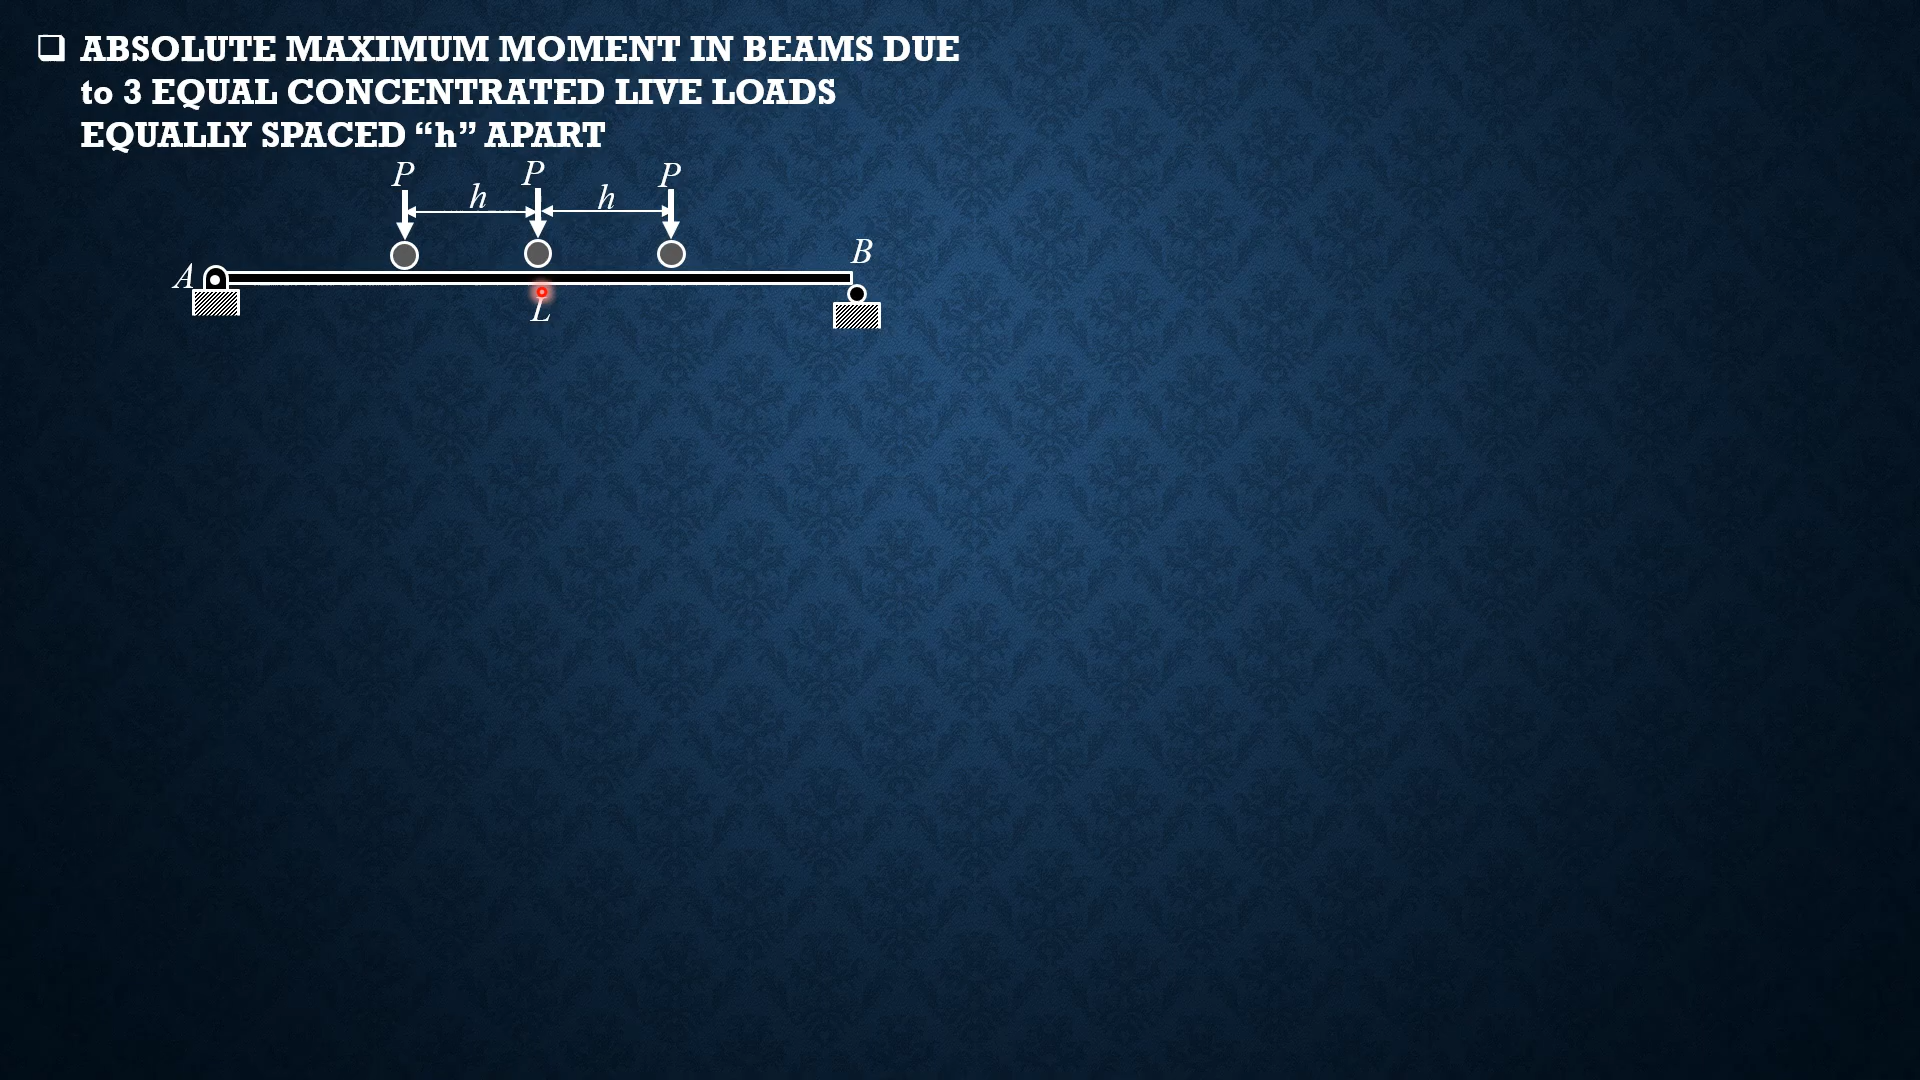 ❑ ABSOLUTE MAXIMUM MOMENT IN BEAMS DUE
to 3 EQUAL CONCENTRATED LIVE LOADS
EQUALLY SPACED “h” APART
P P P
h h
B
A
L